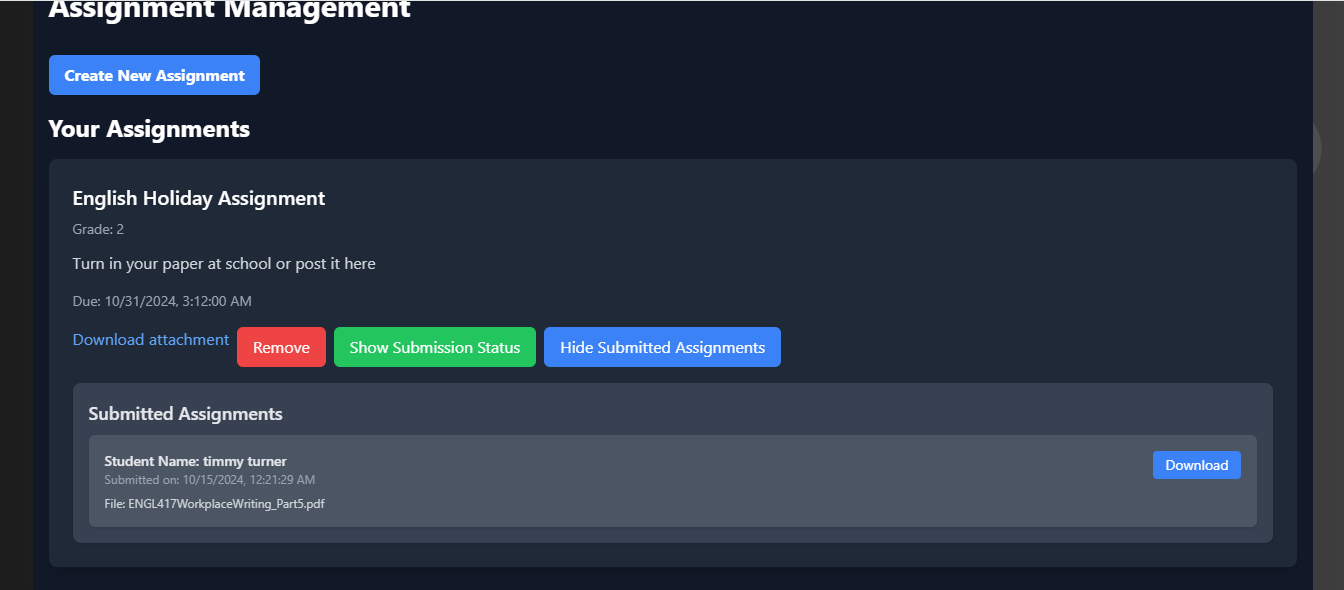 Assignment Management
Create New Assignment
Your Assignments
English Holiday Assignment
Grade: 2
Turn in your paper at school or post it here
Due: 10/31/2024, 3:12:00 AM
Download attachment
Remove
Show Submission Status
Hide Submitted Assignments
Submitted Assignments
Student Name: timmy turner
Download
Submitted on: 10/15/2024, 12:21:29 AM
File: ENGL417WorkplaceWriting_Part5.pdf